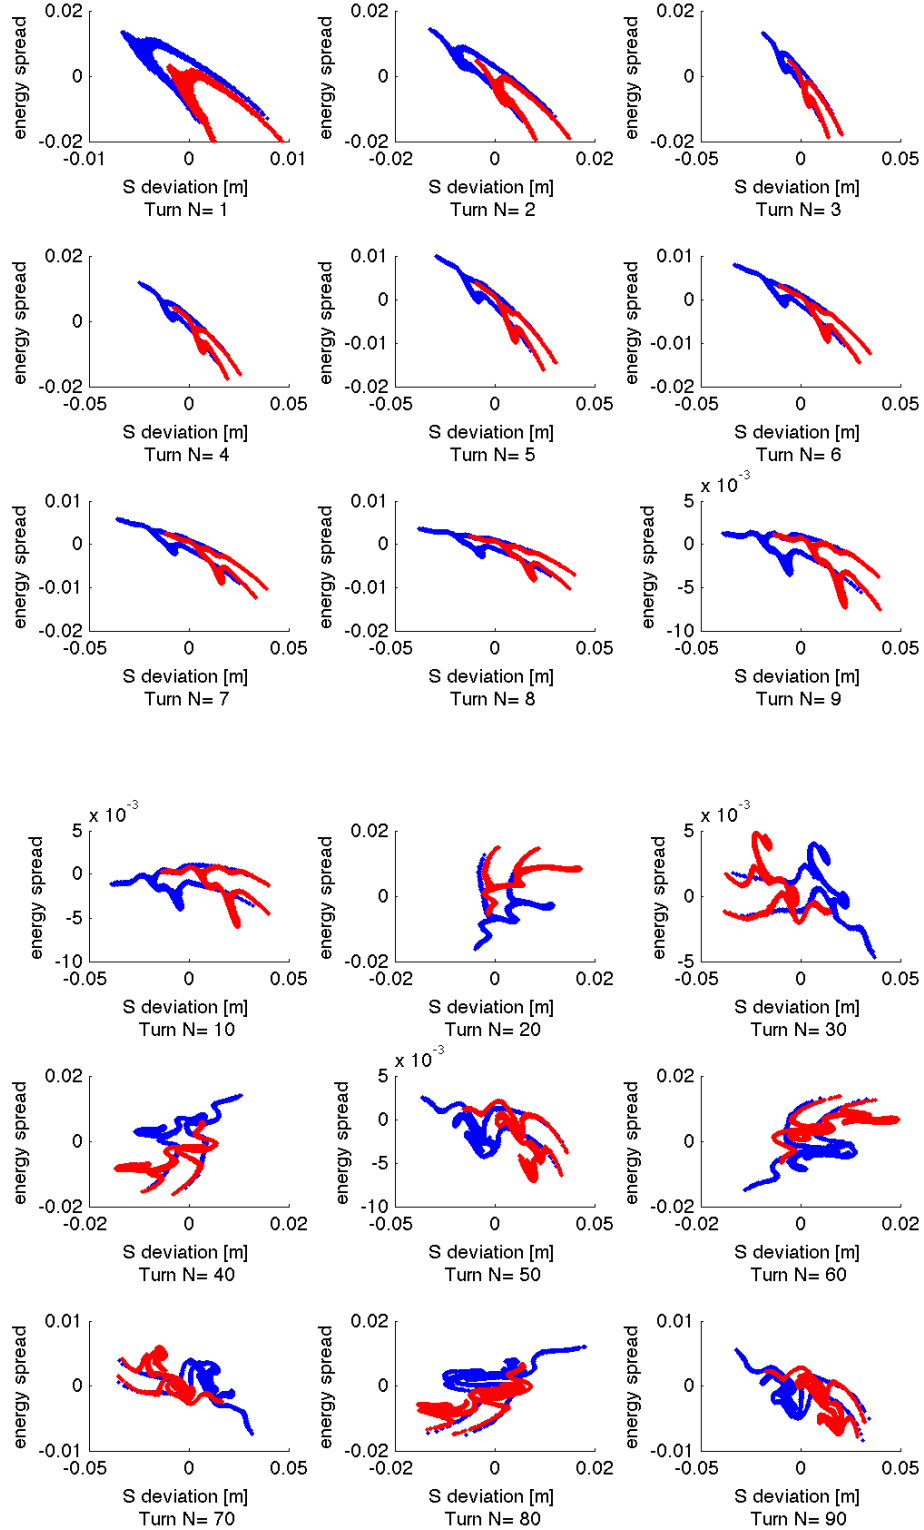 0.02
0
-0.02
energy spread
-0.01 0 0.01
S deviation [m]
Turn N= 1
0.02
0
-0.02
energy spread
-0.02 0 0.02
S deviation [m]
Turn N= 2
0.02
0
-0.02
energy spread
-0.05 0 0.05
S deviation [m]
Turn N= 3
0.02
0
-0.02
energy spread
-0.05 0 0.05
S deviation [m]
Turn N= 4
0.01
0
-0.01
-0.02
energy spread
-0.05 0 0.05
S deviation [m]
Turn N= 5
0.01
0
-0.01
-0.02
energy spread
-0.05 0 0.05
S deviation [m]
Turn N= 6
0.01
0
-0.01
-0.02
energy spread
-0.05 0 0.05
S deviation [m]
Turn N= 7
0.01
0
-0.01
-0.02
energy spread
-0.05 0 0.05
S deviation [m]
Turn N= 8
x 10^-3
5
0
-5
-10
energy spread
-0.05 0 0.05
S deviation [m]
Turn N= 9
x 10^-3
5
0
-5
-10
energy spread
-0.05 0 0.05
S deviation [m]
Turn N= 10
0.02
0
-0.02
energy spread
-0.02 0 0.02
S deviation [m]
Turn N= 20
x 10^-3
5
0
-5
energy spread
-0.05 0 0.05
S deviation [m]
Turn N= 30
0.02
0
-0.02
energy spread
-0.02 0 0.02
S deviation [m]
Turn N= 40
x 10^-3
5
0
-5
-10
energy spread
-0.05 0 0.05
S deviation [m]
Turn N= 50
0.02
0
-0.02
energy spread
-0.02 0 0.02
S deviation [m]
Turn N= 60
0.01
0
-0.01
energy spread
-0.05 0 0.05
S deviation [m]
Turn N= 70
0.02
0
-0.02
energy spread
-0.02 0 0.02
S deviation [m]
Turn N= 80
0.01
0
-0.01
energy spread
-0.05 0 0.05
S deviation [m]
Turn N= 90